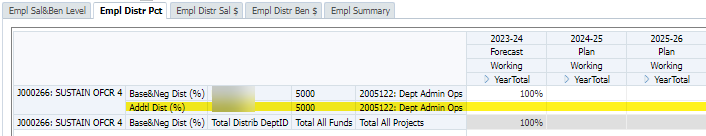 Empl Sal&Ben Level Empl Distr Pct Empl Distr Sal $ Empl Distr Ben $ Empl Summary
2023-24 2024-25 2025-26
Forecast Plan Plan
Working Working Working
YearTotal YearTotal YearTotal
J000266: SUSTAIN OFCR 4 Base&Neg Dist (%) 5000 2005122: Dept Admin Ops 100%
Addtl Dist (%) 5000 2005122: Dept Admin Ops
J000266: SUSTAIN OFCR 4 Base&Neg Dist (%) Total Distrib DeptID Total All Funds Total All Projects 100%